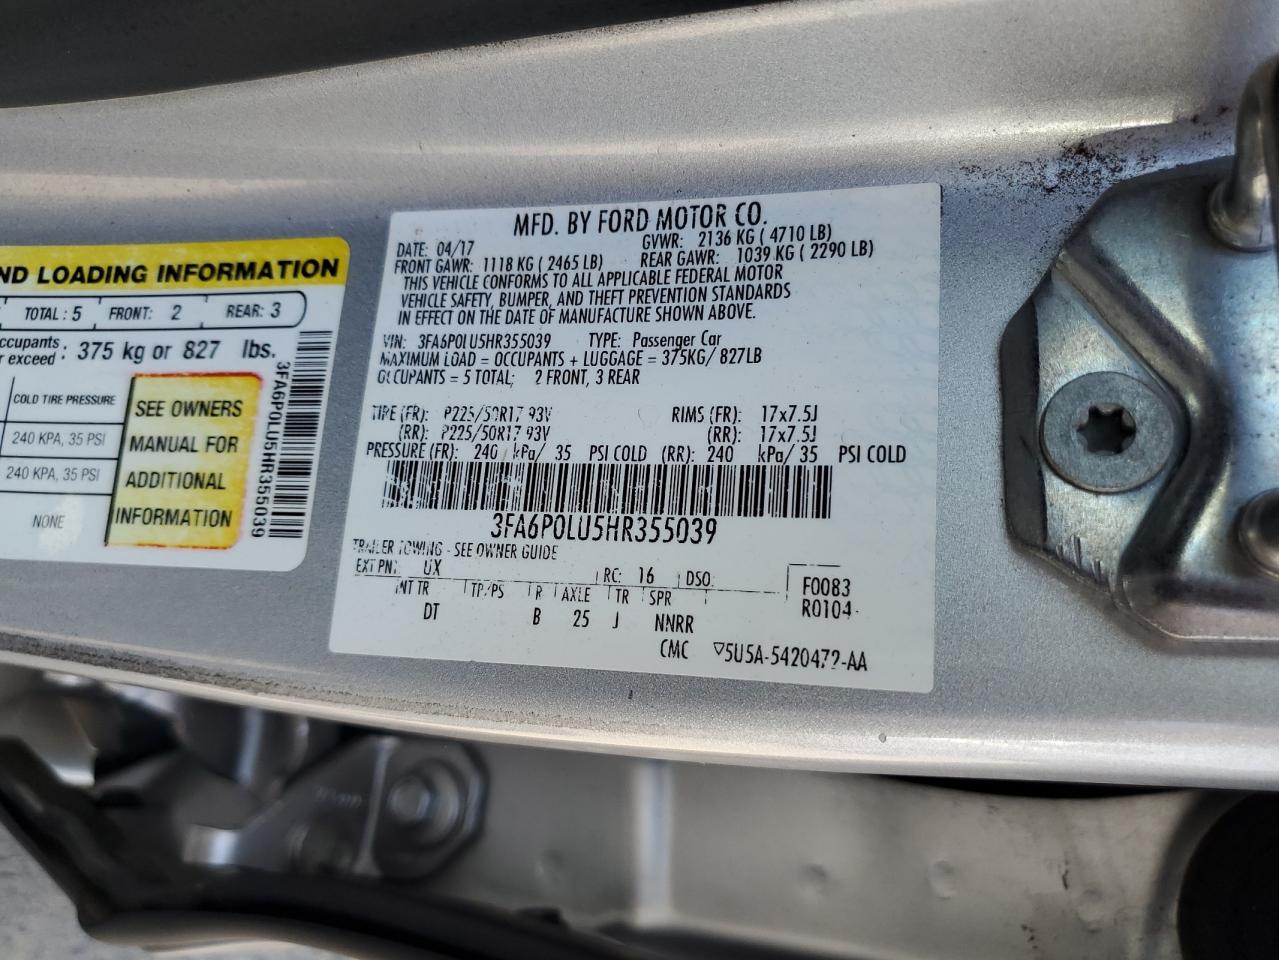 ND LOADING INFORMATION
TOTAL: 5 FRONT: 2 REAR: 3
ccupants
r exceed: 375 kg or 827 lbs.
COLD TIRE PRESSURE
240 KPA, 35 PSI
240 KPA, 35 PSI
NONE
SEE OWNERS
MANUAL FOR
ADDITIONAL
INFORMATION
3FA6P0LU5HR355039
MFD. BY FORD MOTOR CO.
DATE: 04/17 GVWR: 2136 KG ( 4710 LB)
FRONT GAWR: 1118 KG ( 2465 LB) REAR GAWR: 1039 KG ( 2290 LB)
THIS VEHICLE CONFORMS TO ALL APPLICABLE FEDERAL MOTOR
VEHICLE SAFETY, BUMPER, AND THEFT PREVENTION STANDARDS
IN EFFECT ON THE DATE OF MANUFACTURE SHOWN ABOVE.
VIN: 3FA6P0LU5HR355039 TYPE: Passenger Car
MAXIMUM LOAD = OCCUPANTS + LUGGAGE = 375KG/ 827LB
OCCUPANTS = 5 TOTAL; 2 FRONT, 3 REAR
TIRE (FR): P225/50R17 93V RIMS (FR): 17x7.5J
(RR): P225/50R17 93V (RR): 17x7.5J
PRESSURE (FR): 240 kPa/ 35 PSI COLD (RR): 240 kPa/ 35 PSI COLD
3FA6P0LU5HR355039
TRAILER TOWING - SEE OWNER GUIDE
EXT PNT: UX RC: 16 DSO: F0083
INT TR TP/PS R AXLE TR SPR R0104
DT B 25 J NNRR
CMC ▽5U5A-5420472-AA